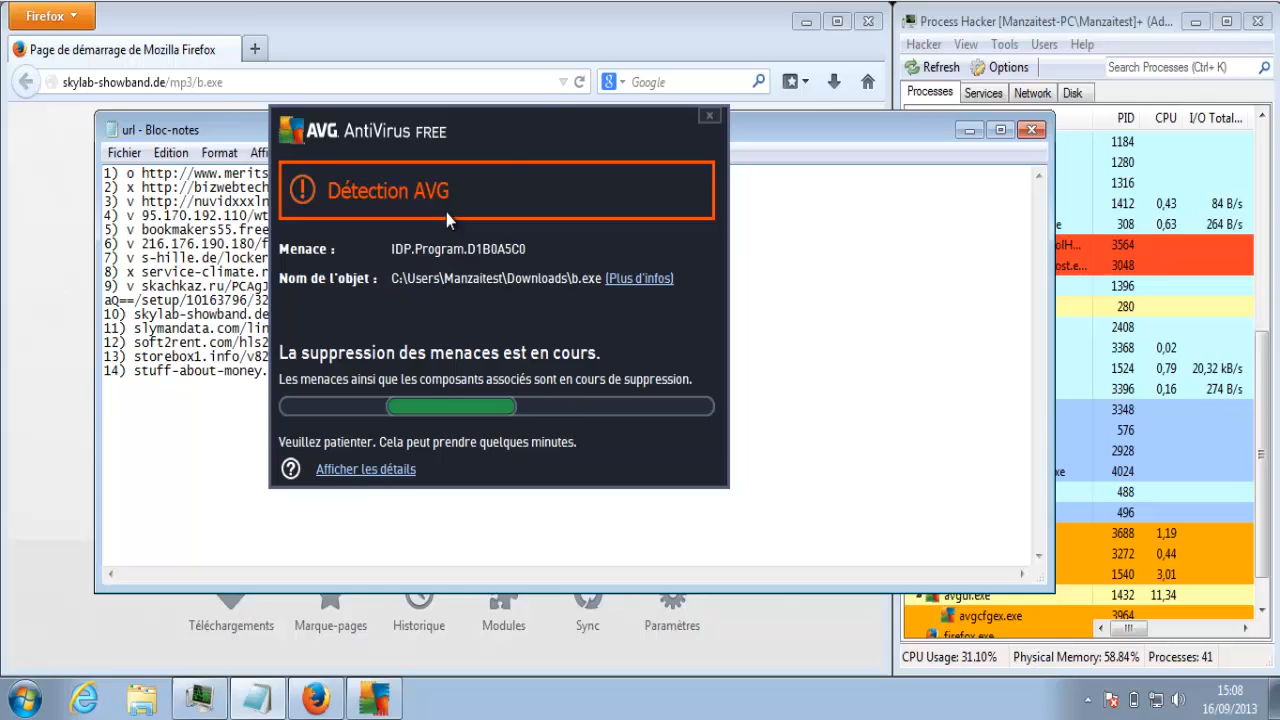 Firefox
Page de démarrage de Mozilla Firefox
skylab-showband.de/mp3/b.exe
Google
url - Bloc-notes
Fichier Edition Format Affi
1) o http://www.merits
2) x http://bizwebtech
3) v http://nuvidxxxln
4) v 95.170.192.110/wt
5) v bookmakers55.free
6) v 216.176.190.180/f
7) v s-hille.de/locker
8) x service-climate.r
9) v skachkaz.ru/PCAgJ
aQ==/setup/10163796/32
10) skylab-showband.de
11) slymandata.com/lin
12) soft2rent.com/hls2
13) storebox1.info/v82
14) stuff-about-money.
AVG. AntiVirus FREE
Détection AVG
Menace : IDP.Program.D1B0A5C0
Nom de l'objet : C:\Users\Manzaitest\Downloads\b.exe (Plus d'infos)
La suppression des menaces est en cours.
Les menaces ainsi que les composants associés sont en cours de suppression.
Veuillez patienter. Cela peut prendre quelques minutes.
Afficher les détails
Téléchargements Marque-pages Historique Modules Sync Paramètres
Process Hacker [Manzaitest-PC\Manzaitest]+ (Ad...
Hacker View Tools Users Help
Refresh Options Search Processes (Ctrl+K)
Processes Services Network Disk
PID CPU I/O Total...
1184
1280
1316
1412 0,43 84 B/s
e 308 0,63 264 B/s
olH... 3564
ost.e... 3048
1396
280
2408
3368 0,02
1524 0,79 20,32 kB/s
3396 0,16 274 B/s
3348
576
2928
xe 4024
488
496
3688 1,19
3272 0,44
1540 3,01
avgui.exe 1432 11,34
avgcfgex.exe 3964
firefox.exe
CPU Usage: 31.10% Physical Memory: 58.84% Processes: 41
15:08
16/09/2013